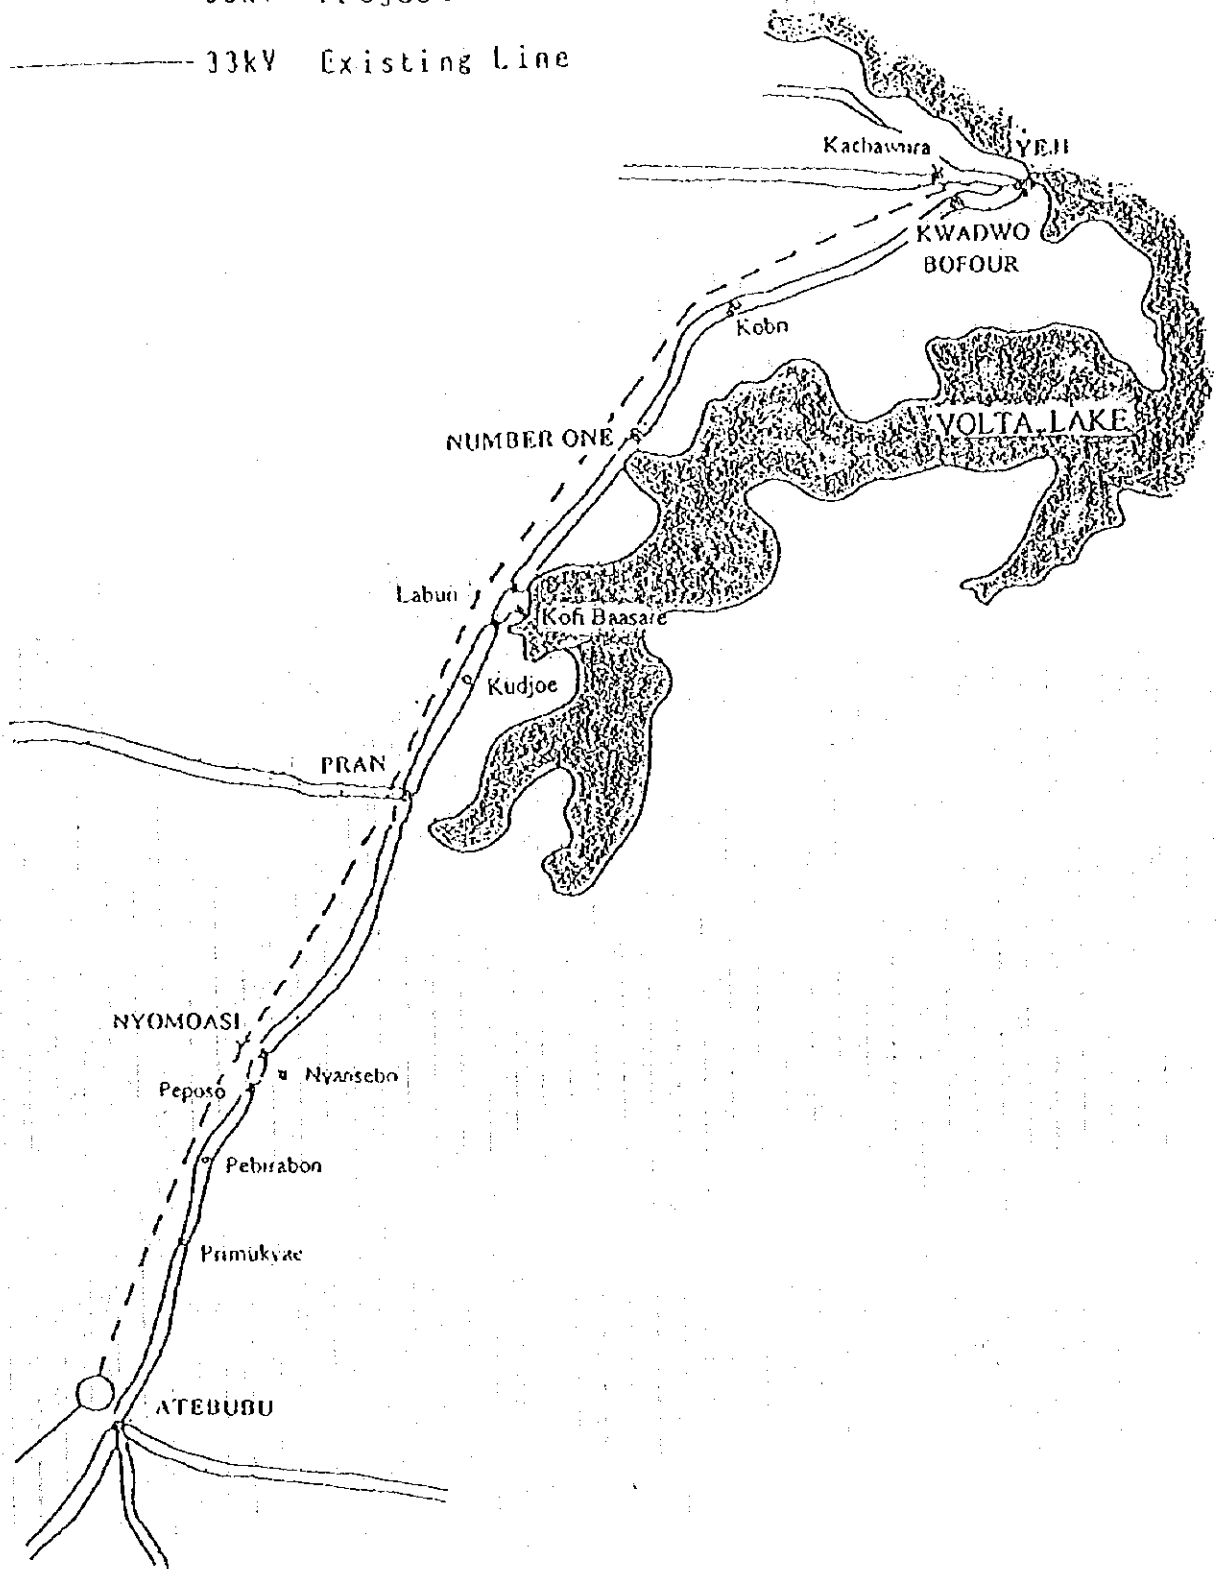 33kV Existing Line
Kachawura
YEJI
KWADWO
BOFOUR
Kobn
NUMBER ONE
VOLTA LAKE
Labun
Kofi Baasare
Kudjoe
PRAN
NYOMOASI
Nyansebn
Peposo
Pebirabon
Primukyae
ATEBUBU